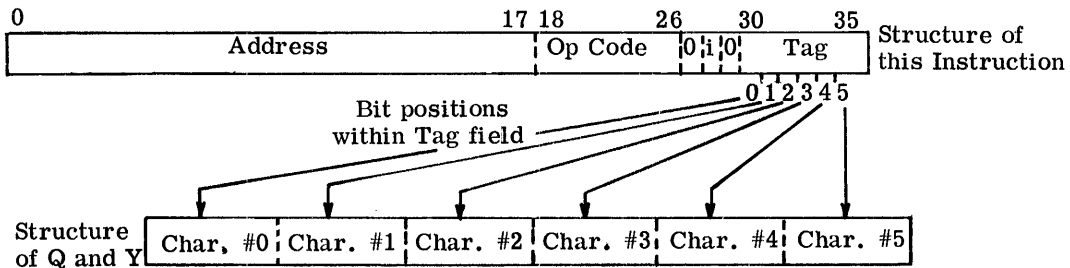 0 17 18 26 30 35
Address Op Code 0 i 0 Tag
Structure of
this Instruction
0 1 2 3 4 5
Bit positions
within Tag field
Structure
of Q and Y
Char. #0 Char. #1 Char. #2 Char. #3 Char. #4 Char. #5